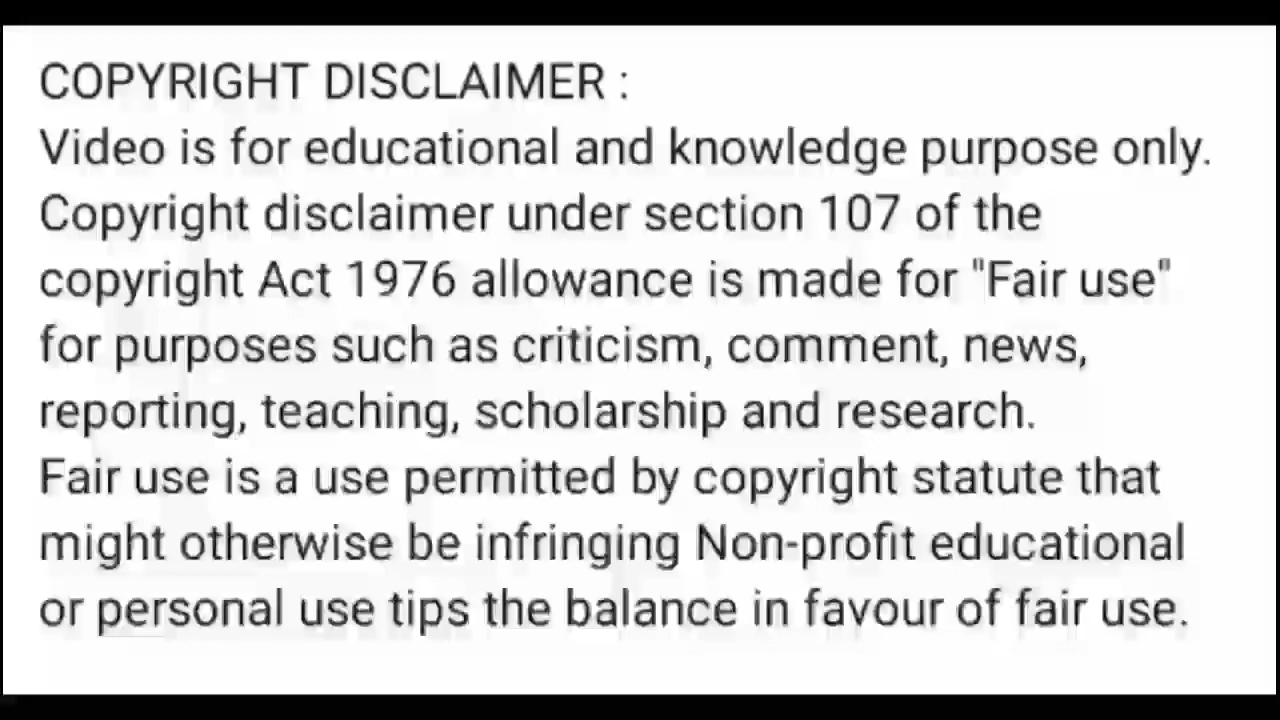 COPYRIGHT DISCLAIMER :
Video is for educational and knowledge purpose only.
Copyright disclaimer under section 107 of the
copyright Act 1976 allowance is made for "Fair use"
for purposes such as criticism, comment, news,
reporting, teaching, scholarship and research.
Fair use is a use permitted by copyright statute that
might otherwise be infringing Non-profit educational
or personal use tips the balance in favour of fair use.